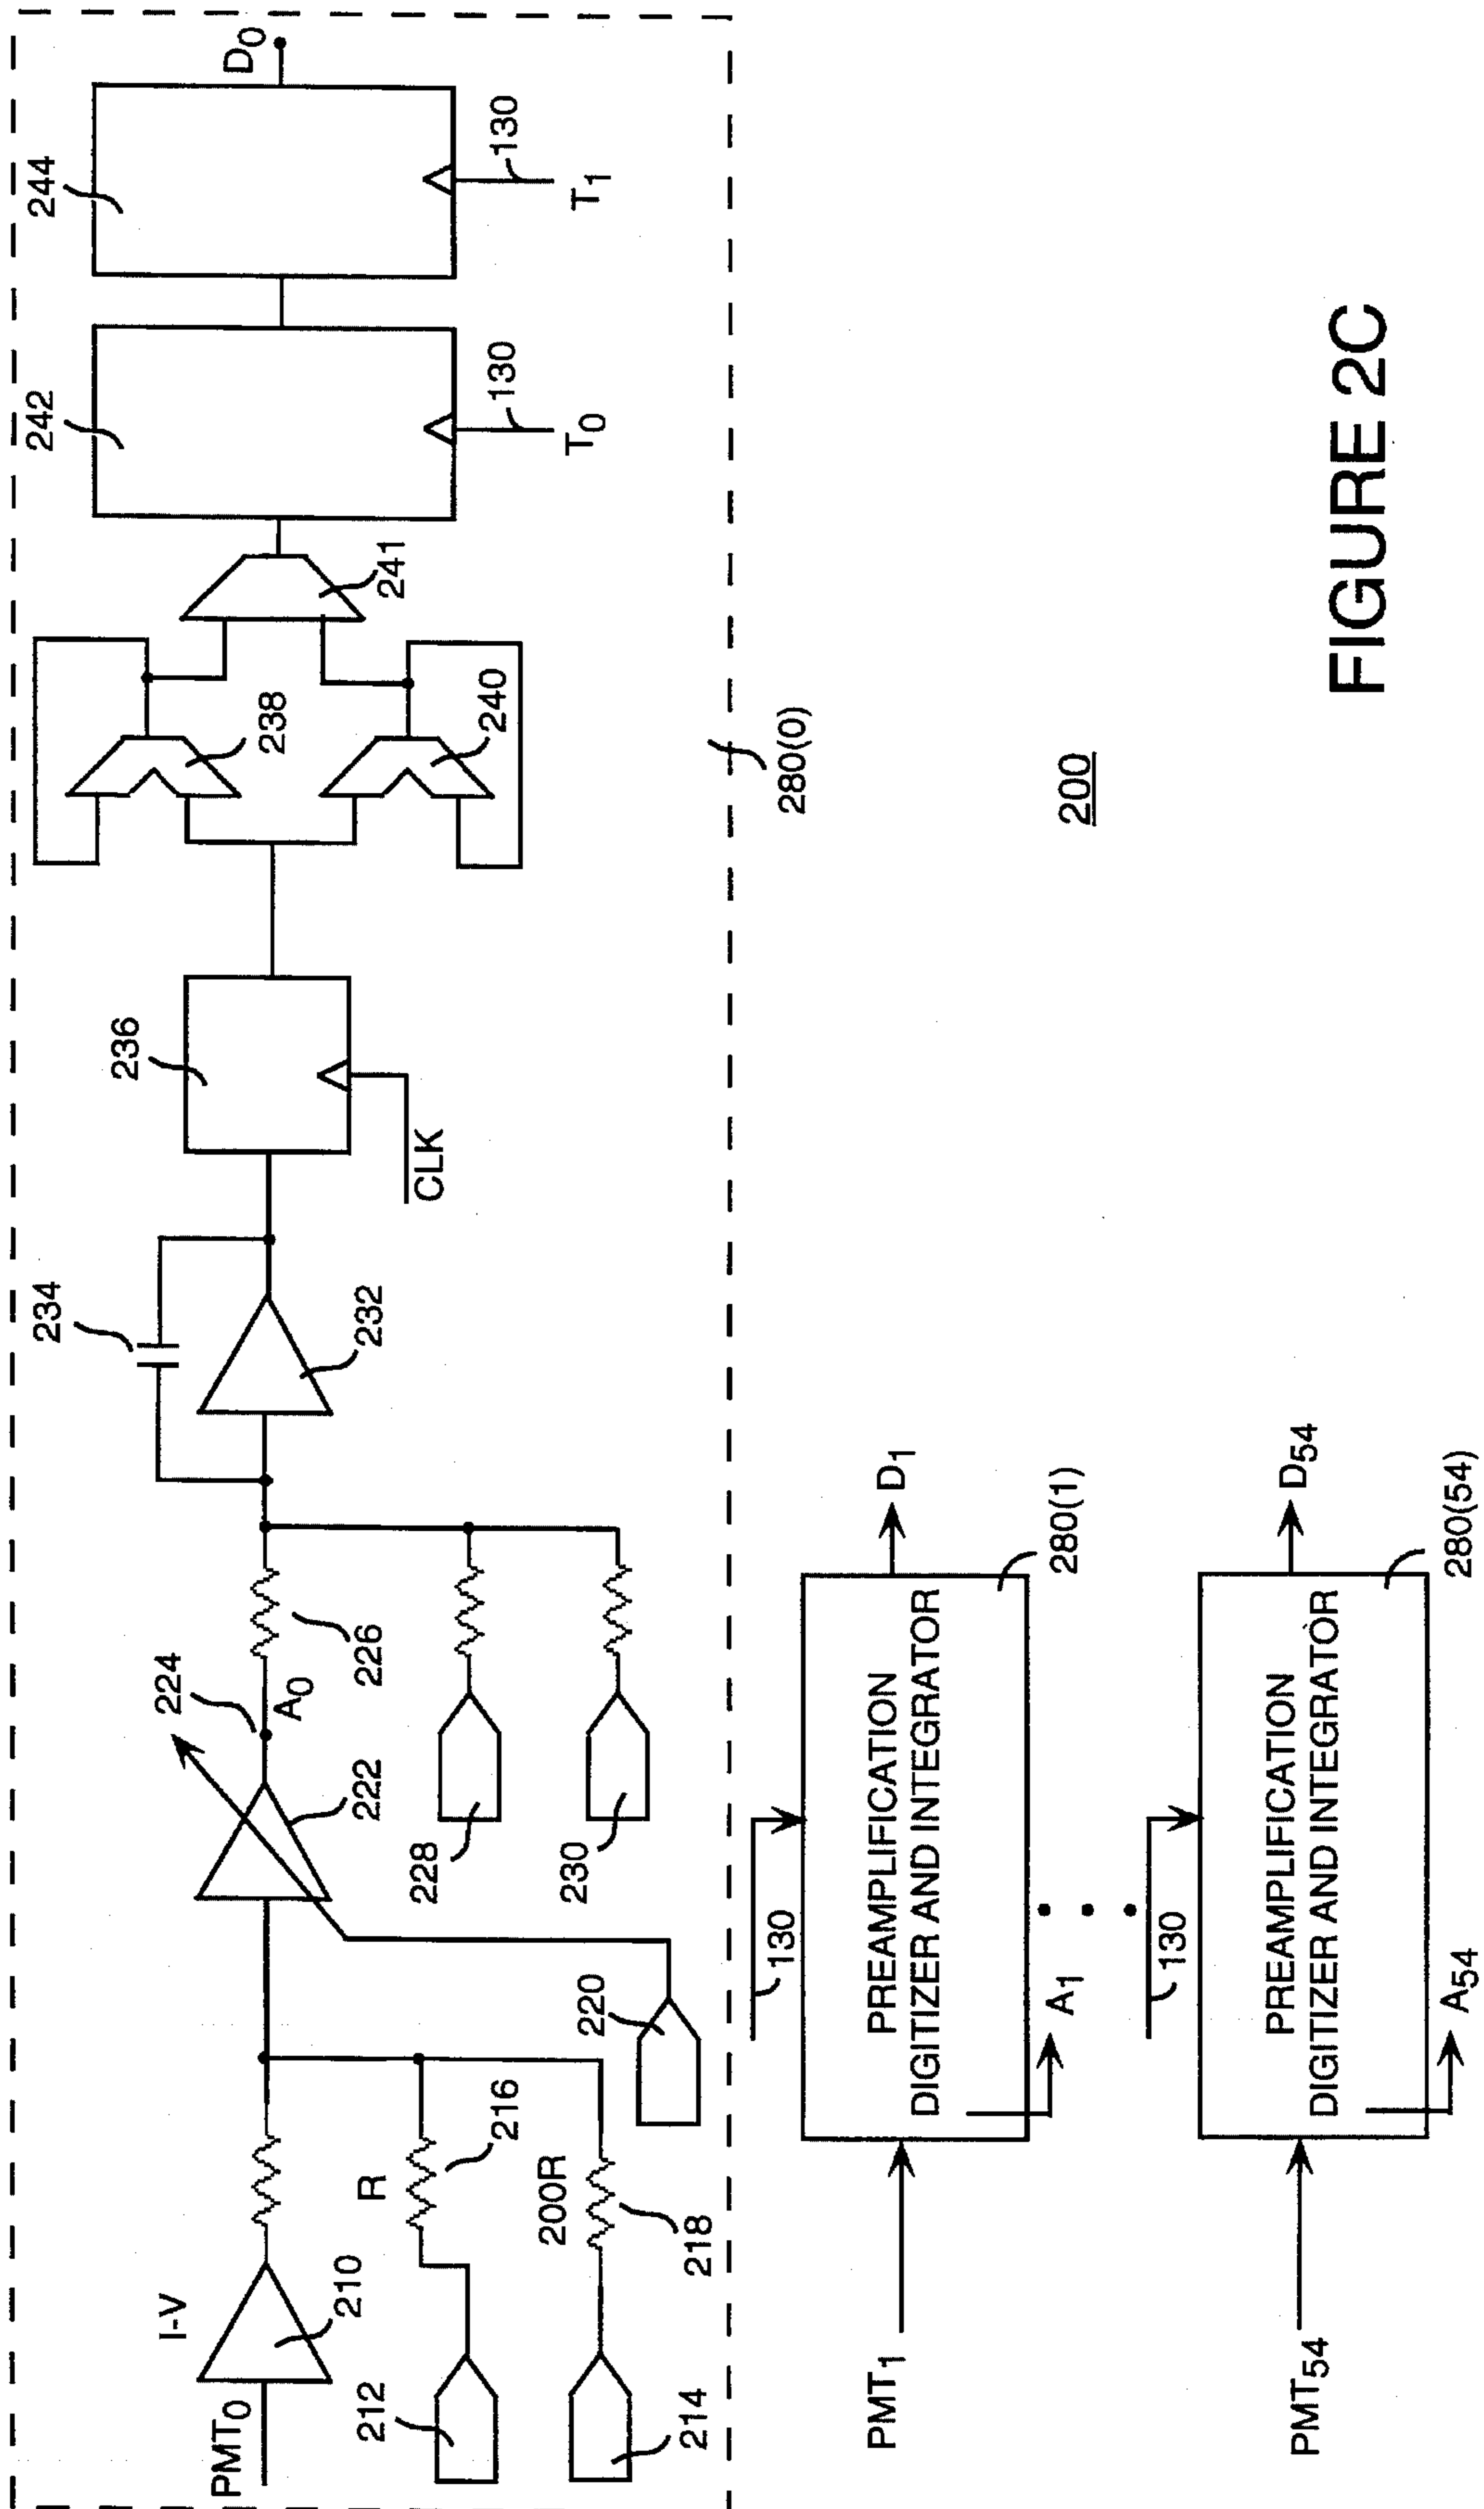 PMT0
I-V
210
212
214
R
216
200R
218
220
222
224
A0
226
228
230
234
232
236
CLK
238
240
241
242
130
T0
244
130
T1
D0
280(0)
PMT1
130
PREAMPLIFICATION
DIGITIZER AND INTEGRATOR
A1
D1
280(1)
PMT54
130
PREAMPLIFICATION
DIGITIZER AND INTEGRATOR
A54
D54
280(54)
200
FIGURE 2C